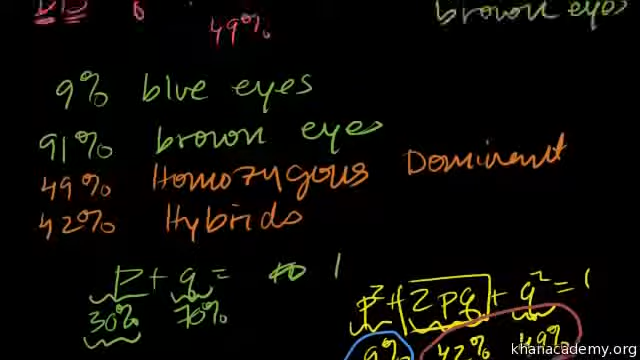 49%
brown eyes
9% blue eyes
91% brown eyes
49% Homozygous Dominant
42% Hybrids
p + q = 1
30% 70%
p² + 2pq + q² = 1
9% 42% 49%
khanacademy.org